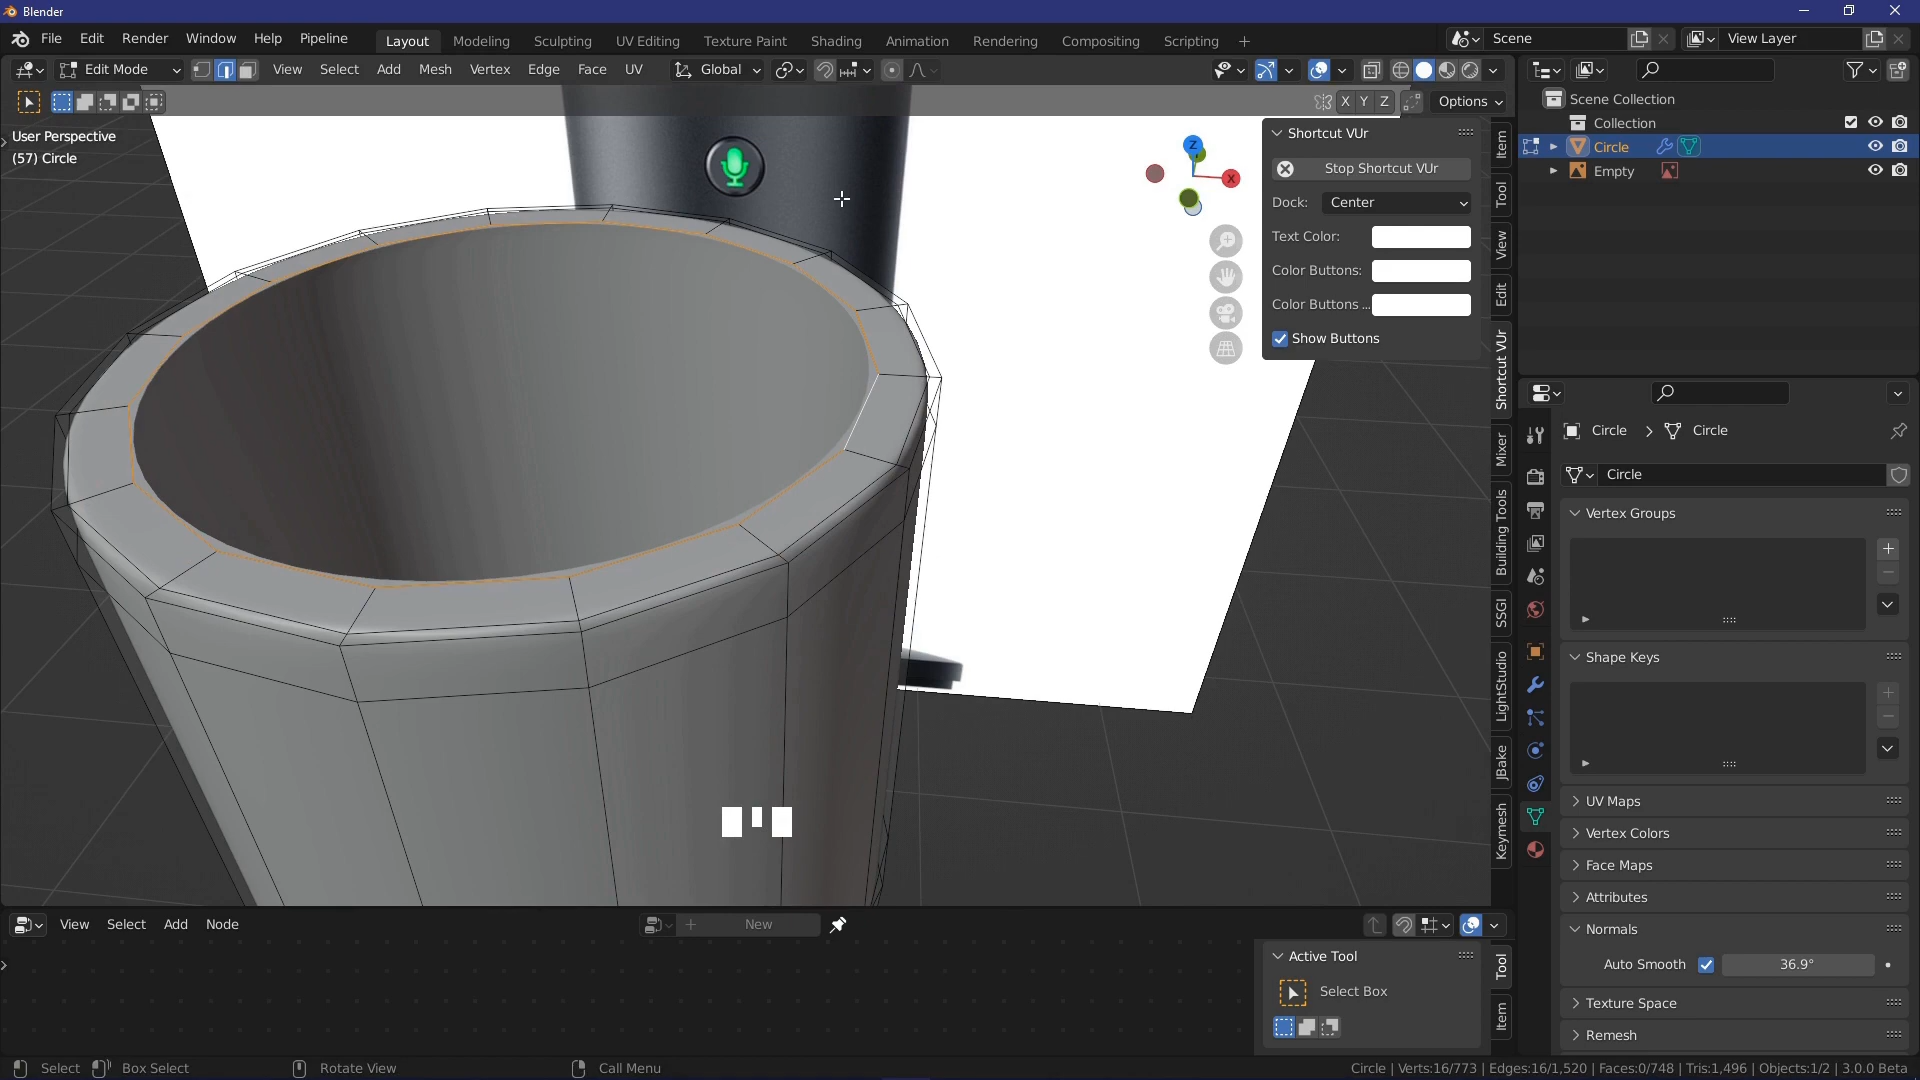 Blender
File Edit Render Window Help Pipeline
Layout Modeling Sculpting UV Editing Texture Paint Shading Animation Rendering Compositing Scripting +
Scene
View Layer
Edit Mode
View Select Add Mesh Vertex Edge Face UV
Global
X Y Z
Options
User Perspective
(57) Circle
Z
X
Shortcut VUr
Stop Shortcut VUr
Dock: Center
Text Color:
Color Buttons:
Color Buttons ...
Show Buttons
Item
Tool
View
Edit
Shortcut VUr
Mixer
Building Tools
SSGI
LightStudio
JBake
Keymesh
Scene Collection
Collection
Circle
Empty
Circle Circle
Circle
Vertex Groups
Shape Keys
UV Maps
Vertex Colors
Face Maps
Attributes
Normals
Auto Smooth 36.9°
Texture Space
Remesh
View Select Add Node
New
Active Tool
Select Box
Tool
Item
Select Box Select Rotate View Call Menu
Circle | Verts:16/773 | Edges:16/1,520 | Faces:0/748 | Tris:1,496 | Objects:1/2 | 3.0.0 Beta